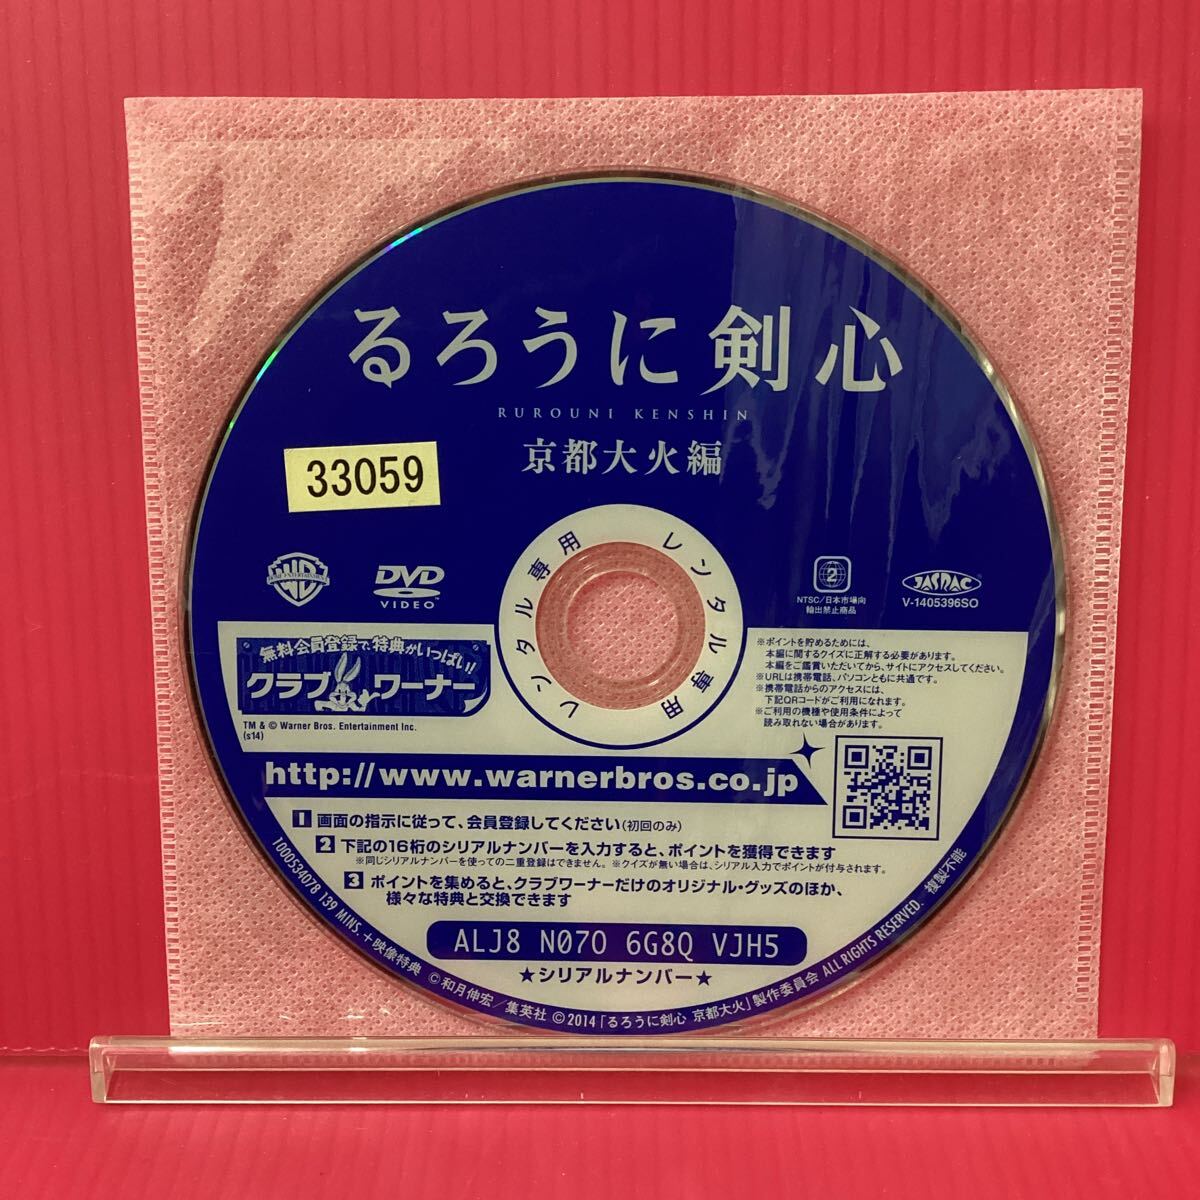 るろうに剣心
RUROUNI KENSHIN
京都大火編
33059
レンタル専用
レンタル専用
WB
DVD
VIDEO
2
NTSC/日本市場向
輸出禁止商品
JASRAC
V-1405396SO
無料会員登録で特典がいっぱい!
クラブワーナー
TM & © Warner Bros. Entertainment Inc.
(s14)
※ポイントを貯めるためには、
本編に関するクイズに正解する必要があります。
本編をご鑑賞いただいてから、サイトにアクセスしてください。
※URLは携帯電話、パソコンともに共通です。
※携帯電話からのアクセスには、
下記QRコードがご利用になれます。
※ご利用の機種や使用条件によって
読み取れない場合があります。
http://www.warnerbros.co.jp
1 画面の指示に従って、会員登録してください(初回のみ)
2 下記の16桁のシリアルナンバーを入力すると、ポイントを獲得できます
※同じシリアルナンバーを使っての二重登録はできません。 ※クイズが無い場合は、シリアル入力でポイントが付与されます。
3 ポイントを集めると、クラブワーナーだけのオリジナル・グッズのほか、
様々な特典と交換できます
ALJ8 N07O 6G8Q VJH5
★シリアルナンバー★
1000534078 139 MINS.+映像特典 ©和月伸宏/集英社 ©2014「るろうに剣心 京都大火」製作委員会 ALL RIGHTS RESERVED. 複製不能